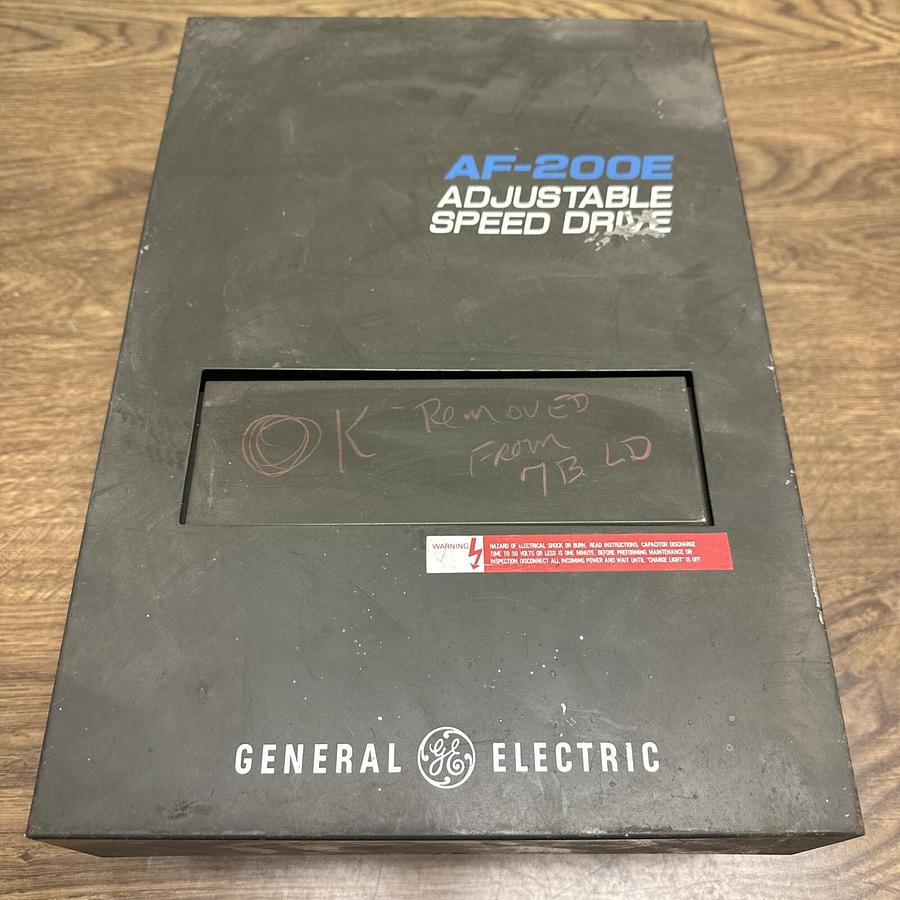 AF-200E
ADJUSTABLE
SPEED DRIVE
OK REMOVED
FROM
7B LD
WARNING
HAZARD OF ELECTRICAL SHOCK OR BURN. READ INSTRUCTIONS. CAPACITOR DISCHARGE
TIME TO 50 VOLTS OR LESS IS ONE MINUTE. BEFORE PREFORMING MAINTENANCE OR
INSPECTION, DISCONNECT ALL INCOMING POWER AND WAIT UNTIL "CHARGE LIGHT" IS OFF.
GENERAL GE ELECTRIC